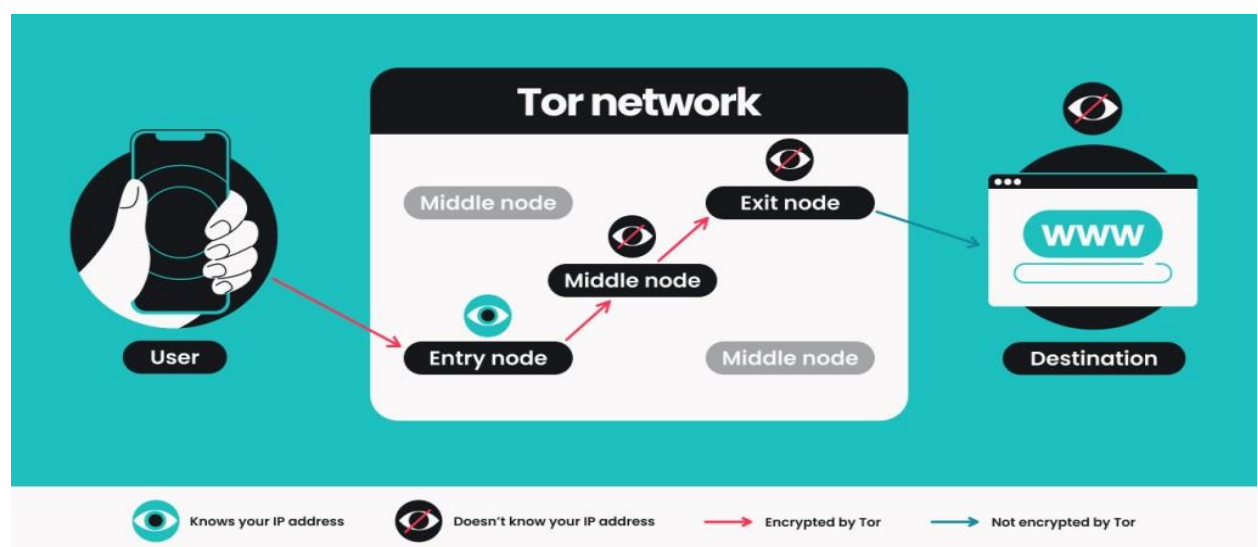 Tor network
Middle node
Exit node
www
Middle node
User
Entry node
Middle node
Destination
Knows your IP address
Doesn't know your IP address
Encrypted by Tor
Not encrypted by Tor